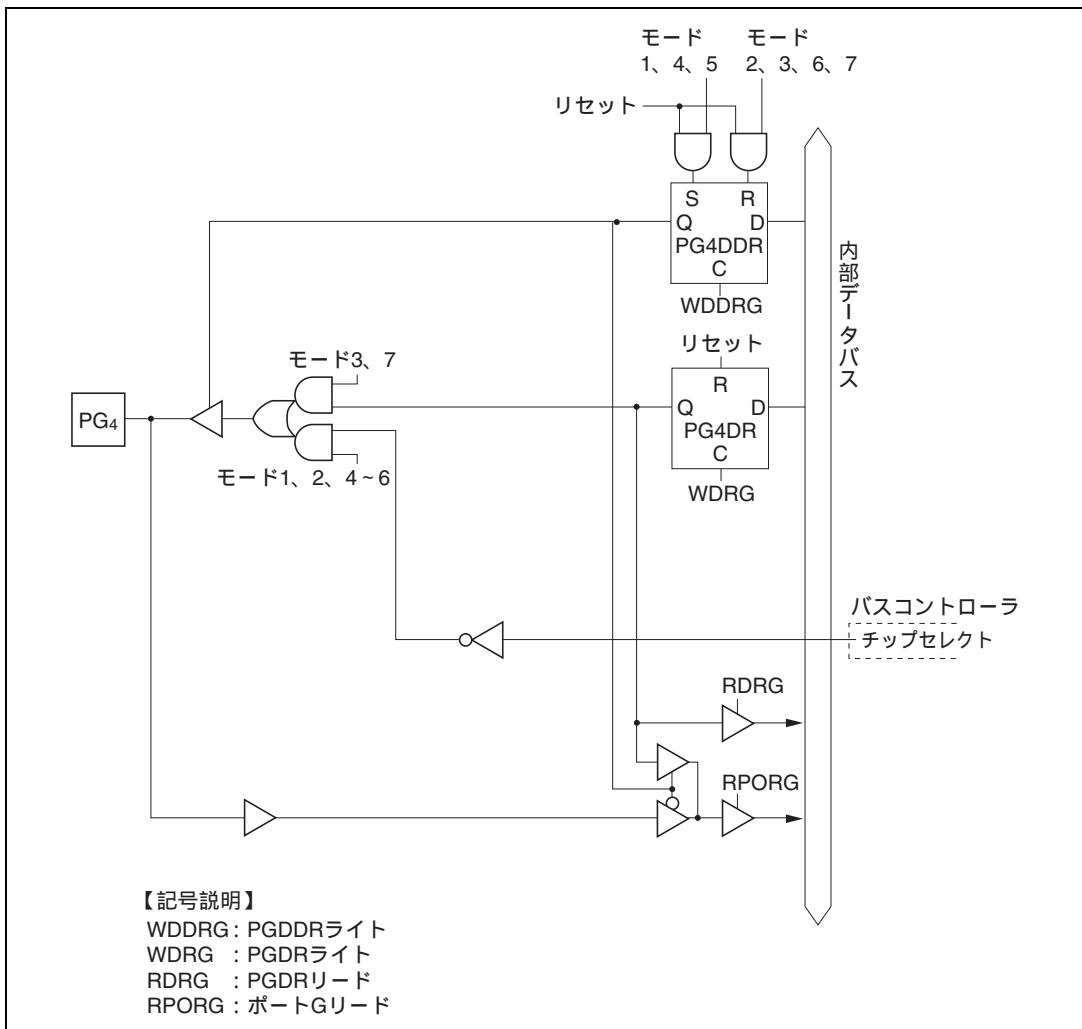 モード モード
1、4、5 2、3、6、7
リセット
S R
Q D
PG4DDR
C
WDDRG
内部データバス
リセット
モード3、7
R
PG4
Q D
PG4DR
C
モード1、2、4~6
WDRG
バスコントローラ
チップセレクト
RDRG
RPORG
【記号説明】
WDDRG : PGDDRライト
WDRG : PGDRライト
RDRG : PGDRリード
RPORG : ポートGリード